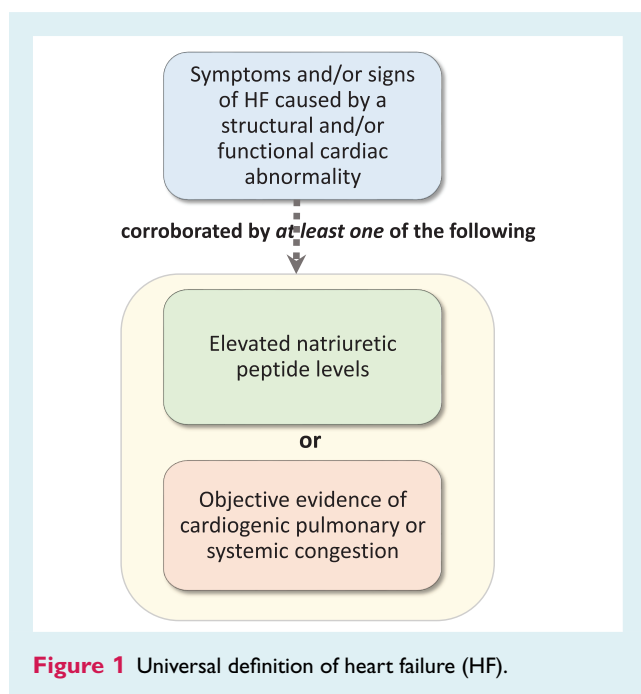 Symptoms and/or signs
of HF caused by a
structural and/or
functional cardiac
abnormality
corroborated by at least one of the following
Elevated natriuretic
peptide levels
or
Objective evidence of
cardiogenic pulmonary or
systemic congestion
Figure 1 Universal definition of heart failure (HF).